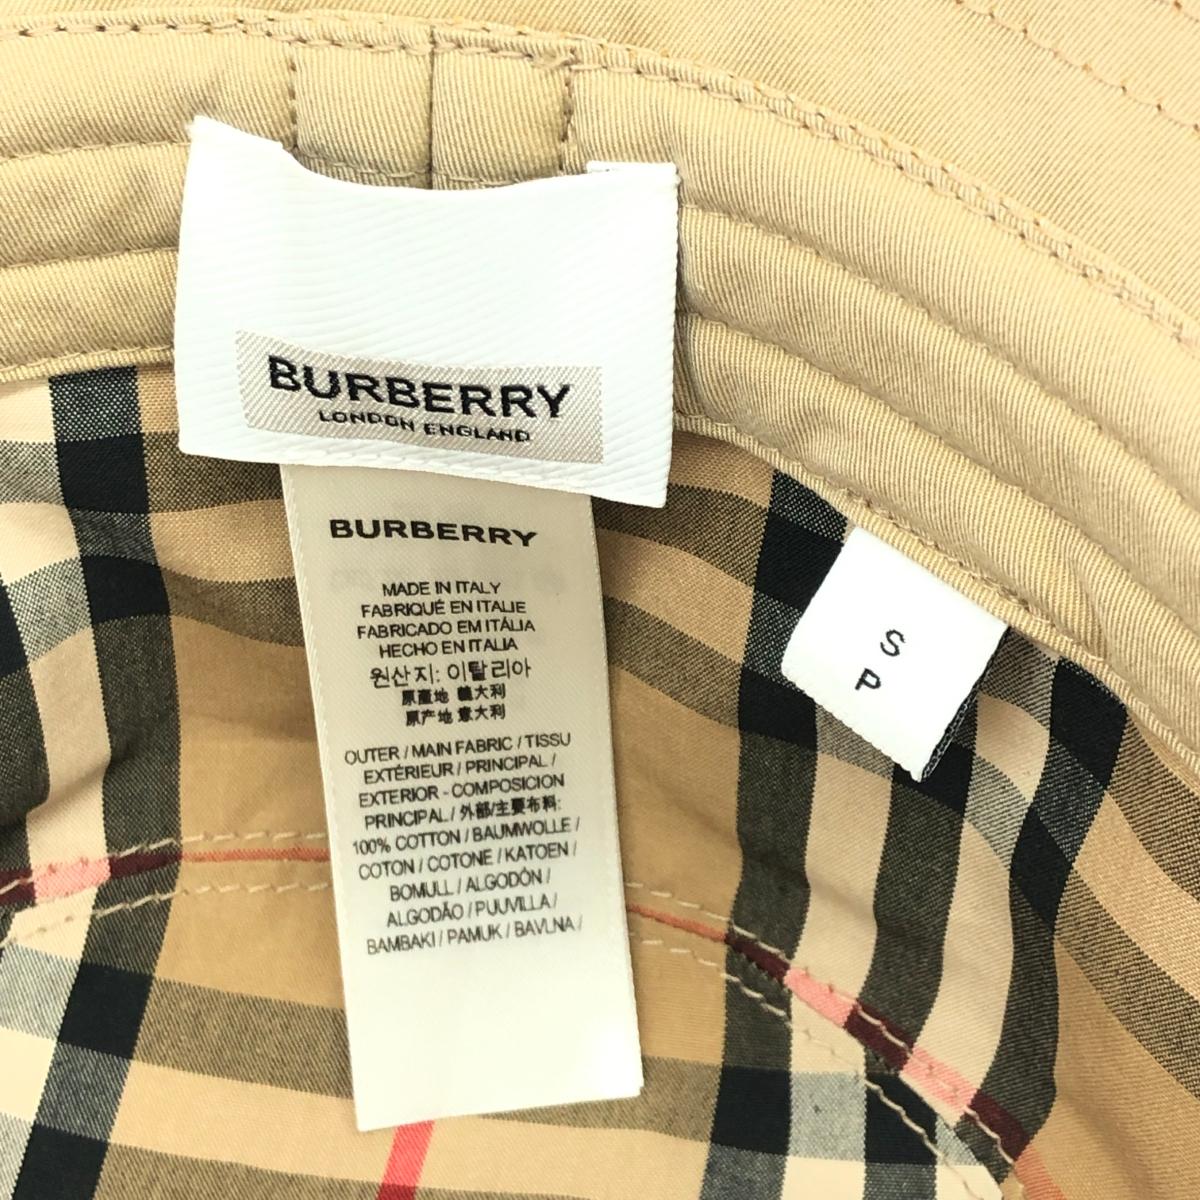 BURBERRY
LONDON ENGLAND
BURBERRY
MADE IN ITALY
FABRIQUÉ EN ITALIE
FABRICADO EM ITÁLIA
HECHO EN ITALIA
원산지: 이탈리아
原產地 義大利
原产地 意大利
OUTER / MAIN FABRIC / TISSU
EXTÉRIEUR / PRINCIPAL /
EXTERIOR - COMPOSICION
PRINCIPAL / 外部/主要布料:
100% COTTON / BAUMWOLLE /
COTON / COTONE / KATOEN /
BOMULL / ALGODÓN /
ALGODÃO / PUUVILLA /
BAMBAKI / PAMUK / BAVLNA /
S
P